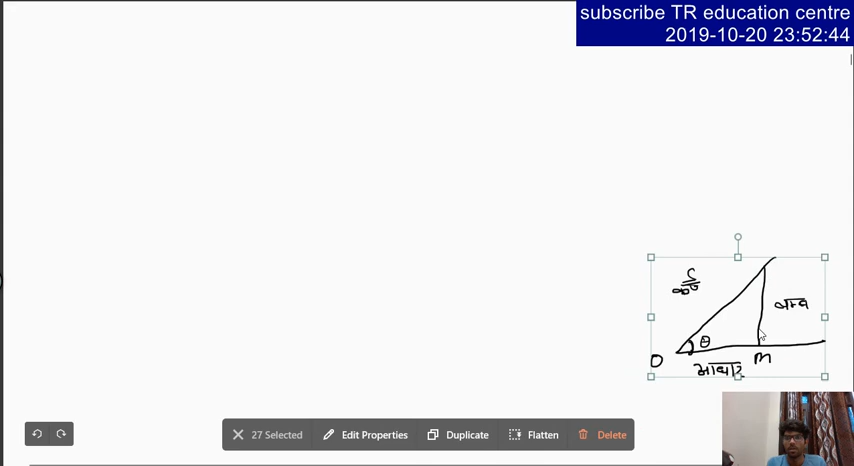 subscribe TR education centre
2019-10-20 23:52:44
कर्ण
लम्ब
θ
O
M
आधार
27 Selected
Edit Properties
Duplicate
Flatten
Delete